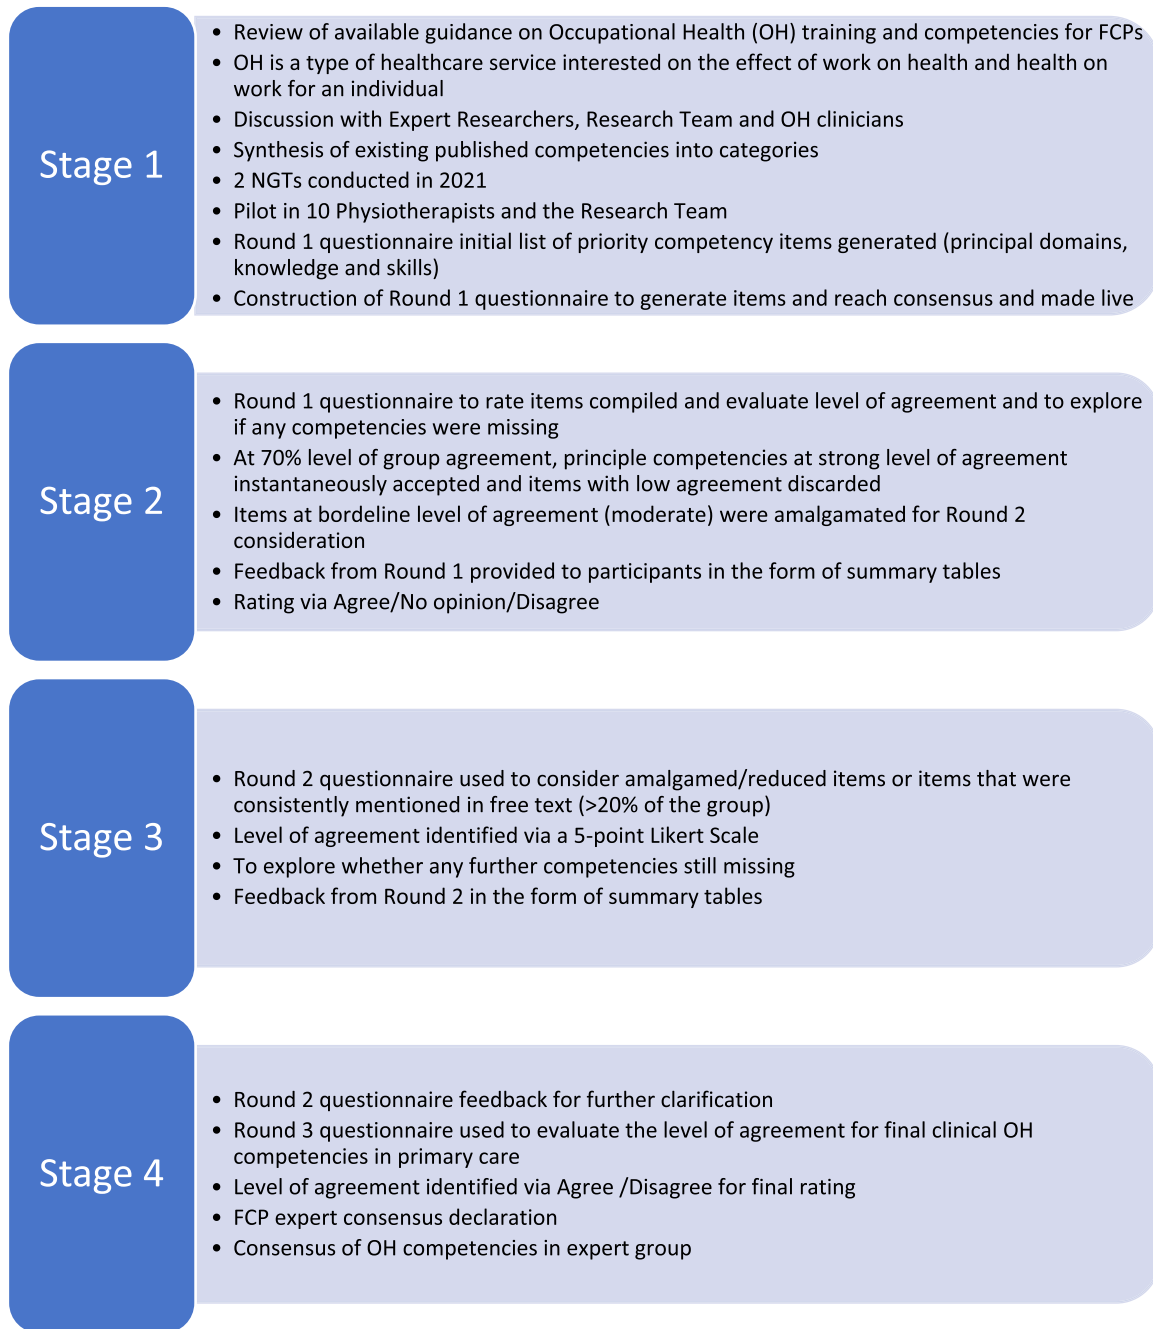 Stage 1
• Review of available guidance on Occupational Health (OH) training and competencies for FCPs
• OH is a type of healthcare service interested on the effect of work on health and health on
work for an individual
• Discussion with Expert Researchers, Research Team and OH clinicians
• Synthesis of existing published competencies into categories
• 2 NGTs conducted in 2021
• Pilot in 10 Physiotherapists and the Research Team
• Round 1 questionnaire initial list of priority competency items generated (principal domains,
knowledge and skills)
• Construction of Round 1 questionnaire to generate items and reach consensus and made live
Stage 2
• Round 1 questionnaire to rate items compiled and evaluate level of agreement and to explore
if any competencies were missing
• At 70% level of group agreement, principle competencies at strong level of agreement
instantaneously accepted and items with low agreement discarded
• Items at bordeline level of agreement (moderate) were amalgamated for Round 2
consideration
• Feedback from Round 1 provided to participants in the form of summary tables
• Rating via Agree/No opinion/Disagree
Stage 3
• Round 2 questionnaire used to consider amalgamed/reduced items or items that were
consistently mentioned in free text (>20% of the group)
• Level of agreement identified via a 5-point Likert Scale
• To explore whether any further competencies still missing
• Feedback from Round 2 in the form of summary tables
Stage 4
• Round 2 questionnaire feedback for further clarification
• Round 3 questionnaire used to evaluate the level of agreement for final clinical OH
competencies in primary care
• Level of agreement identified via Agree /Disagree for final rating
• FCP expert consensus declaration
• Consensus of OH competencies in expert group